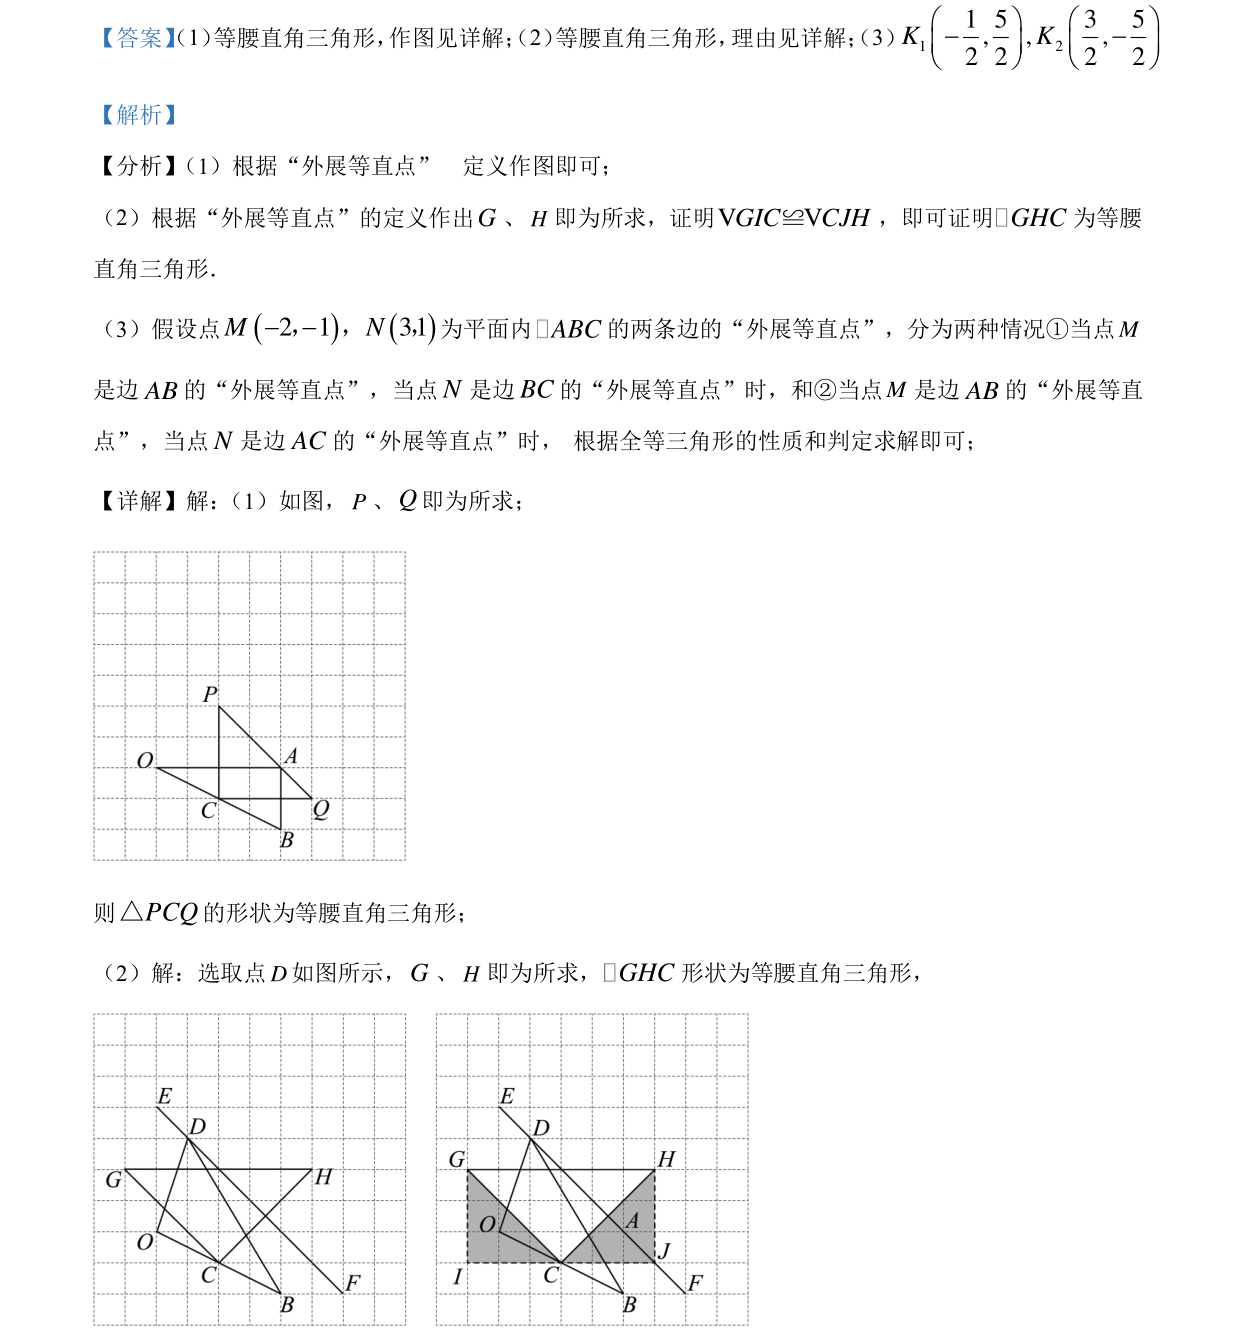 【答案】（1）等腰直角三角形，作图见详解；（2）等腰直角三角形，理由见详解；（3）K₁(−1/2, 5/2), K₂(3/2, −5/2)
【解析】
【分析】（1）根据“外展等直点” 定义作图即可；
（2）根据“外展等直点”的定义作出G、H即为所求，证明VGIC≌VCJH，即可证明□GHC为等腰
直角三角形．
（3）假设点M(−2,−1)，N(3,1)为平面内□ABC的两条边的“外展等直点”，分为两种情况①当点M
是边AB的“外展等直点”，当点N是边BC的“外展等直点”时，和②当点M是边AB的“外展等直
点”，当点N是边AC的“外展等直点”时， 根据全等三角形的性质和判定求解即可；
【详解】解：（1）如图，P、Q即为所求；
P
O A
C Q
B
则△PCQ的形状为等腰直角三角形；
（2）解：选取点D如图所示，G、H即为所求，□GHC形状为等腰直角三角形，
E
D
G H
O
C F
B
E
D
G H
O A
I C J
F
B